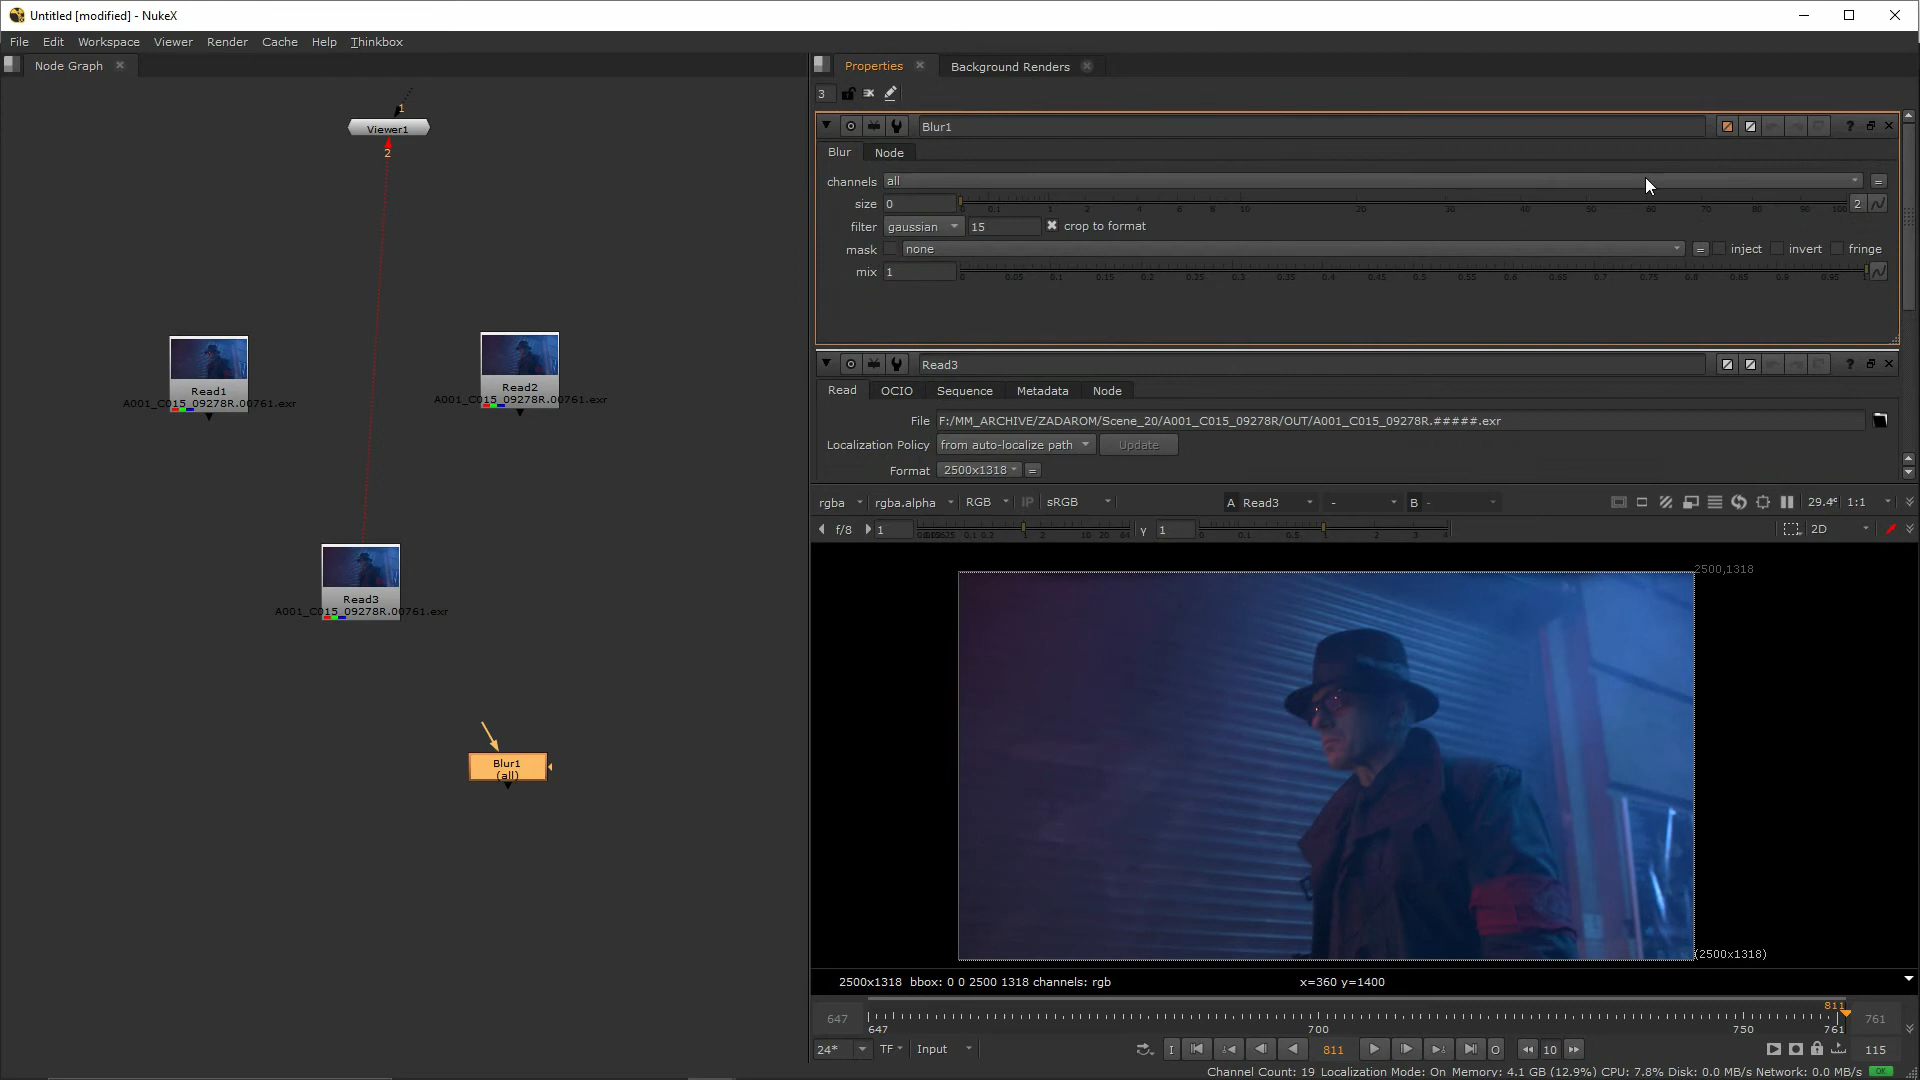 Untitled [modified] - NukeX
File Edit Workspace Viewer Render Cache Help Thinkbox
Node Graph
Properties
Background Renders
3
Blur1
Blur Node
channels all
size 0
0 0.1 1 2 4 6 8 10 20 30 40 50 60 70 80 90 100
2
filter gaussian 15 crop to format
mask none = inject invert fringe
mix 1
0 0.05 0.1 0.15 0.2 0.25 0.3 0.35 0.4 0.45 0.5 0.55 0.6 0.65 0.7 0.75 0.8 0.85 0.9 0.95 1
Read3
Read OCIO Sequence Metadata Node
File F:/MM_ARCHIVE/ZADAROM/Scene_20/A001_C015_09278R/OUT/A001_C015_09278R.#####.exr
Localization Policy from auto-localize path Update
Format 2500x1318 =
rgba rgba.alpha RGB IP sRGB A Read3 - B - 1:1
f/8 1 Y 1 2D
2500,1318
(2500x1318)
2500x1318 bbox: 0 0 2500 1318 channels: rgb x=360 y=1400
811
647 761
647 700 750 761
24* TF Input I 811 O 10 115
Channel Count: 19 Localization Mode: On Memory: 4.1 GB (12.9%) CPU: 7.8% Disk: 0.0 MB/s Network: 0.0 MB/s OK
1
Viewer1
2
Read1
A001_C015_09278R.00761.exr
Read2
A001_C015_09278R.00761.exr
Read3
A001_C015_09278R.00761.exr
Blur1
(all)